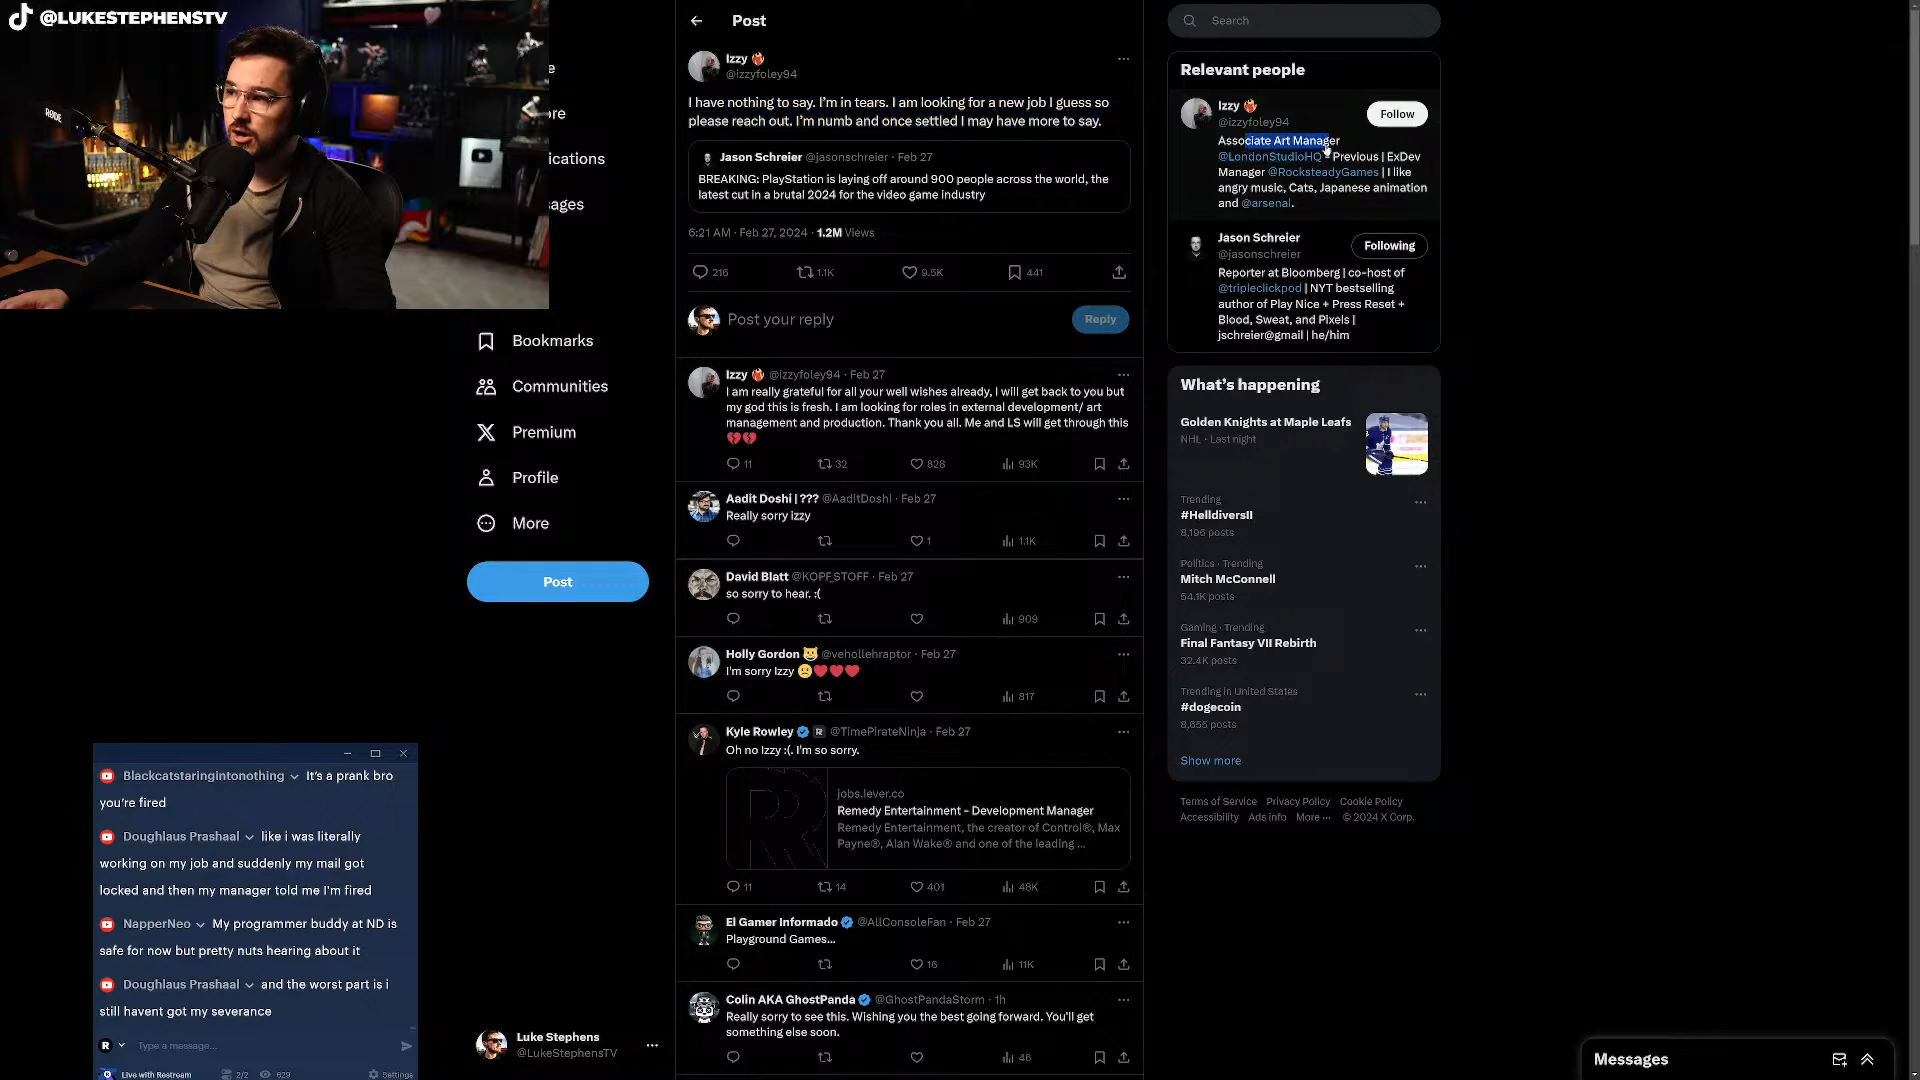 @LUKESTEPHENSTV
RØDE
e
ore
ications
sages
Bookmarks
Communities
Premium
Profile
More
Post
Luke Stephens
@LukeStephensTV
Blackcatstaringintonothing It's a prank bro
you're fired
Doughlaus Prashaal like i was literally
working on my job and suddenly my mail got
locked and then my manager told me I'm fired
NapperNeo My programmer buddy at ND is
safe for now but pretty nuts hearing about it
Doughlaus Prashaal and the worst part is i
still havent got my severance
R Type a message...
Live with Restream 2/2 629 Settings
Post
Izzy
@izzyfoley94
I have nothing to say. I'm in tears. I am looking for a new job I guess so
please reach out. I'm numb and once settled I may have more to say.
Jason Schreier @jasonschreier · Feb 27
BREAKING: PlayStation is laying off around 900 people across the world, the
latest cut in a brutal 2024 for the video game industry
6:21 AM · Feb 27, 2024 · 1.2M Views
216 1.1K 9.5K 441
Post your reply
Reply
Izzy @izzyfoley94 · Feb 27
I am really grateful for all your well wishes already, I will get back to you but
my god this is fresh. I am looking for roles in external development/ art
management and production. Thank you all. Me and LS will get through this
11 32 828 93K
Aadit Doshi | ??? @AaditDoshi · Feb 27
Really sorry izzy
1 1.1K
David Blatt @KOPF_STOFF · Feb 27
so sorry to hear. :(
909
Holly Gordon @vehollehraptor · Feb 27
I'm sorry Izzy
817
Kyle Rowley R @TimePirateNinja · Feb 27
Oh no Izzy :(. I'm so sorry.
jobs.lever.co
Remedy Entertainment - Development Manager
Remedy Entertainment, the creator of Control®, Max
Payne®, Alan Wake® and one of the leading ...
11 14 401 48K
El Gamer Informado @AllConsoleFan · Feb 27
Playground Games...
16 11K
Colin AKA GhostPanda @GhostPandaStorm · 1h
Really sorry to see this. Wishing you the best going forward. You'll get
something else soon.
46
Search
Relevant people
Izzy
@izzyfoley94
Follow
Associate Art Manager
@LondonStudioHQ - Previous | ExDev
Manager @RocksteadyGames | I like
angry music, Cats, Japanese animation
and @arsenal.
Jason Schreier
@jasonschreier
Following
Reporter at Bloomberg | co-host of
@tripleclickpod | NYT bestselling
author of Play Nice + Press Reset +
Blood, Sweat, and Pixels |
jschreier@gmail | he/him
What's happening
Golden Knights at Maple Leafs
NHL · Last night
Trending
#HelldiversII
8,196 posts
Politics · Trending
Mitch McConnell
54.1K posts
Gaming · Trending
Final Fantasy VII Rebirth
32.4K posts
Trending in United States
#dogecoin
8,655 posts
Show more
Terms of Service Privacy Policy Cookie Policy
Accessibility Ads info More ... © 2024 X Corp.
Messages